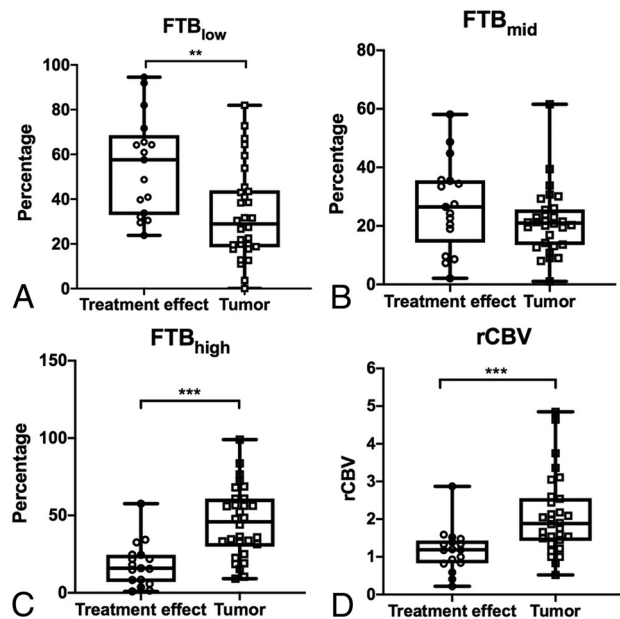 FTBlow
**
Percentage
100
80
60
40
20
0
A
Treatment effect Tumor
FTBmid
Percentage
80
60
40
20
0
B
Treatment effect Tumor
FTBhigh
***
Percentage
150
100
50
0
C
Treatment effect Tumor
rCBV
***
rCBV
6
5
4
3
2
1
0
D
Treatment effect Tumor